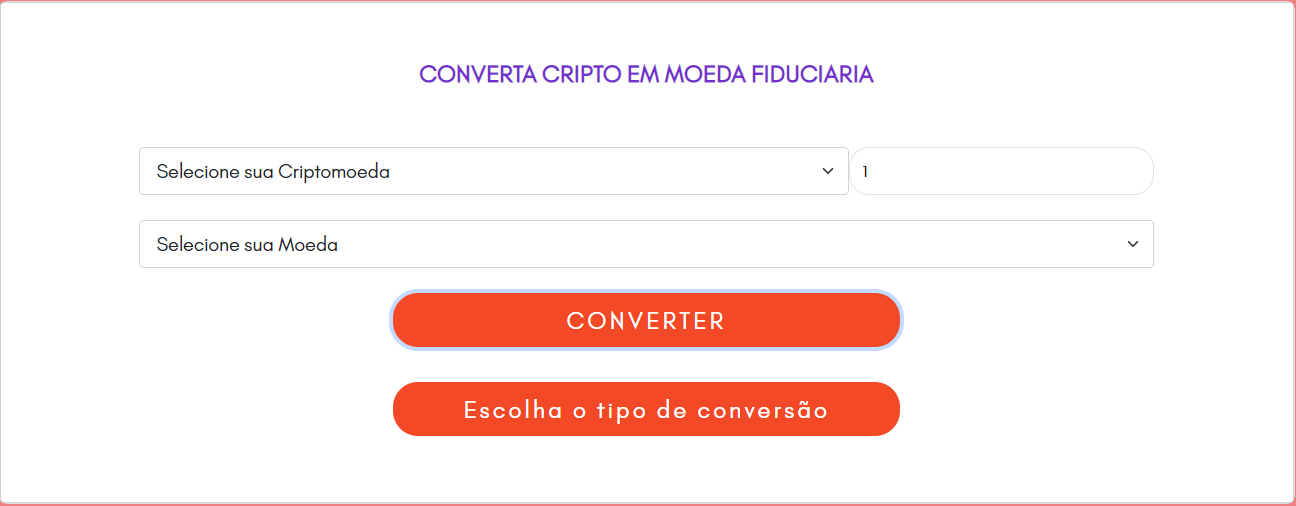 CONVERTA CRIPTO EM MOEDA FIDUCIARIA
Selecione sua Criptomoeda 1
Selecione sua Moeda
CONVERTER
Escolha o tipo de conversão